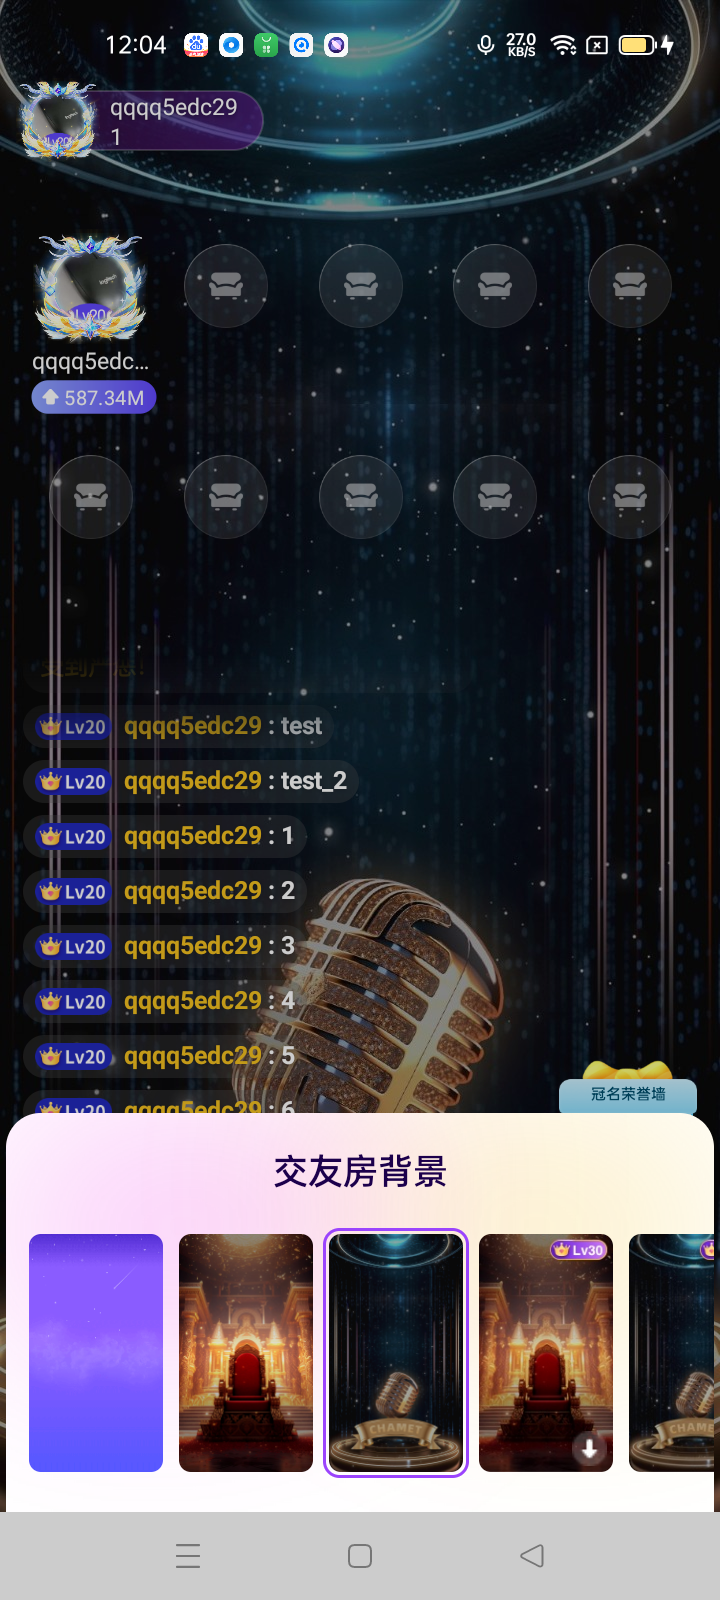 12:04
27.0
KB/S
qqqq5edc29
1
Lv20
Lv20
qqqq5edc...
587.34M
Lv20 qqqq5edc29 : test
Lv20 qqqq5edc29 : test_2
Lv20 qqqq5edc29 : 1
Lv20 qqqq5edc29 : 2
Lv20 qqqq5edc29 : 3
Lv20 qqqq5edc29 : 4
Lv20 qqqq5edc29 : 5
Lv20 qqqq5edc29 : 6
冠名荣誉墙
交友房背景
Lv30
CHAMET
CHAME